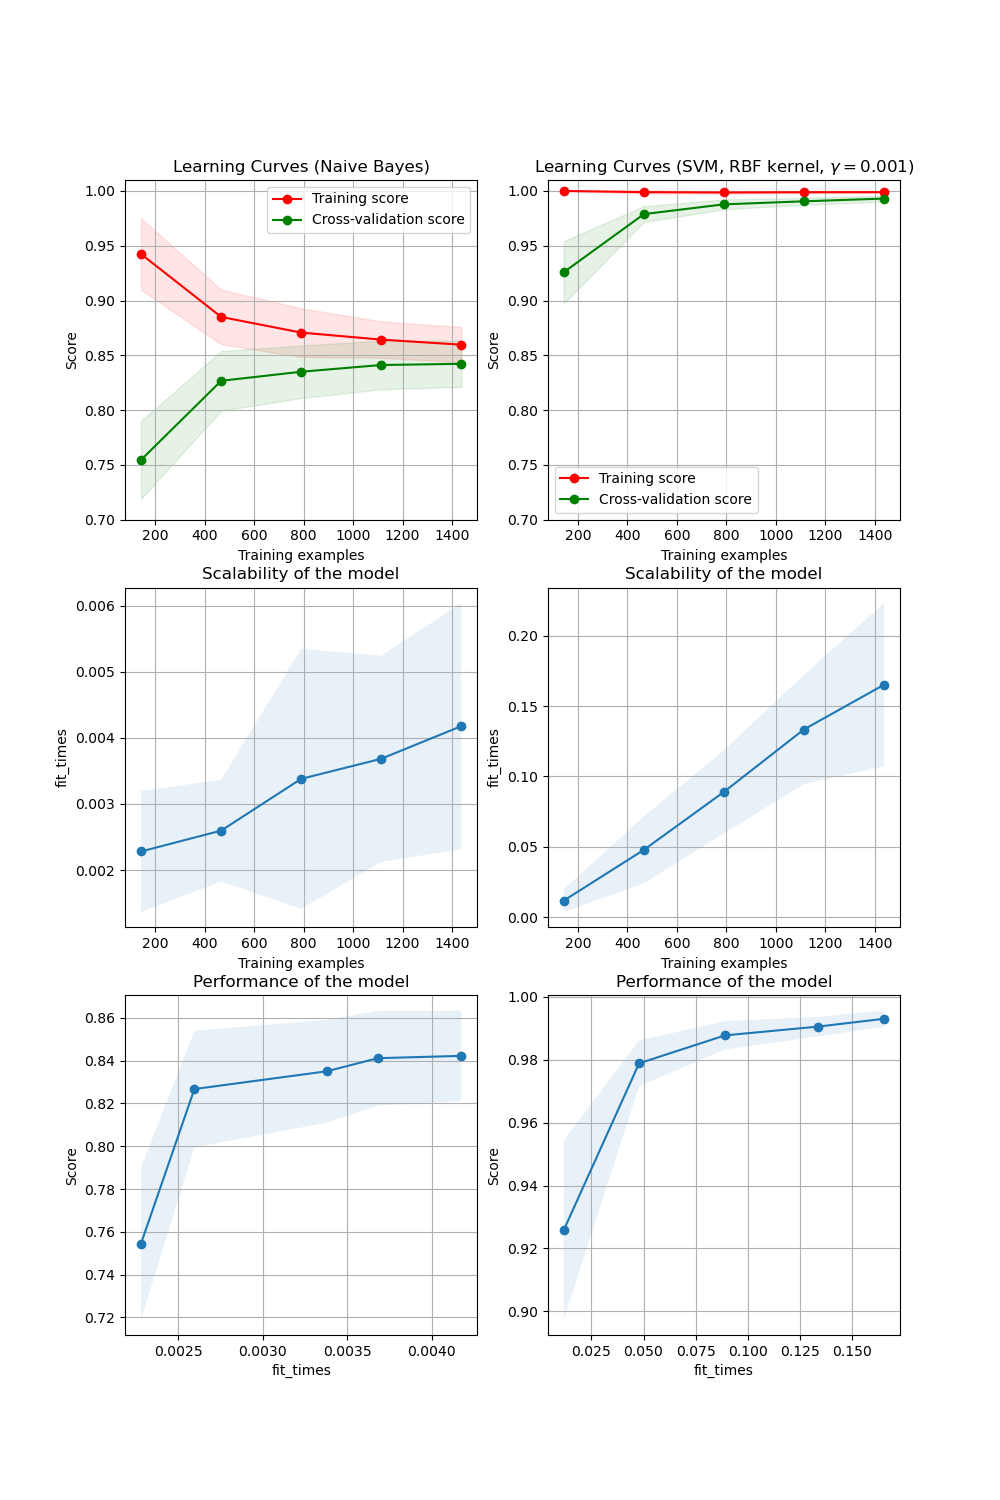 Learning Curves (Naive Bayes)
1.00
0.95
0.90
0.85
0.80
0.75
0.70
Score
Training score
Cross-validation score
200 400 600 800 1000 1200 1400
Training examples
Learning Curves (SVM, RBF kernel, γ = 0.001)
1.00
0.95
0.90
0.85
0.80
0.75
0.70
Score
Training score
Cross-validation score
200 400 600 800 1000 1200 1400
Training examples
Scalability of the model
0.006
0.005
0.004
0.003
0.002
fit_times
200 400 600 800 1000 1200 1400
Training examples
Scalability of the model
0.20
0.15
0.10
0.05
0.00
fit_times
200 400 600 800 1000 1200 1400
Training examples
Performance of the model
0.86
0.84
0.82
0.80
0.78
0.76
0.74
0.72
Score
0.0025 0.0030 0.0035 0.0040
fit_times
Performance of the model
1.00
0.98
0.96
0.94
0.92
0.90
Score
0.025 0.050 0.075 0.100 0.125 0.150
fit_times